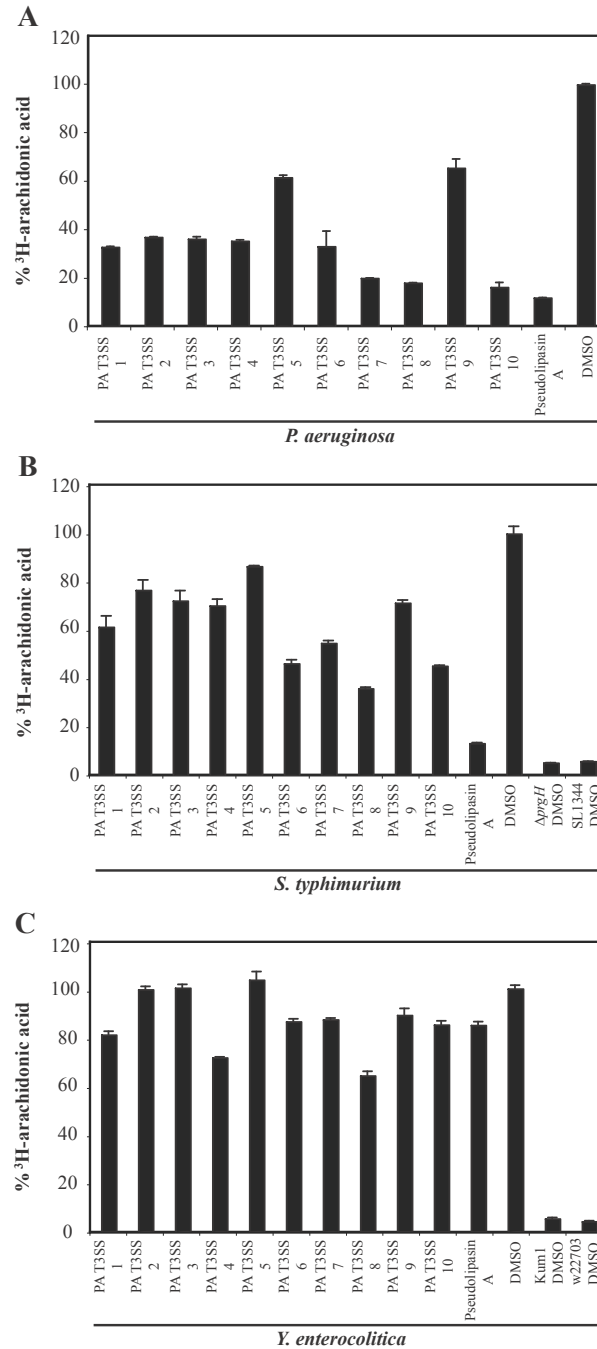 A
% ³H-arachidonic acid
120
100
80
60
40
20
0
PA T3SS
1
PA T3SS
2
PA T3SS
3
PA T3SS
4
PA T3SS
5
PA T3SS
6
PA T3SS
7
PA T3SS
8
PA T3SS
9
PA T3SS
10
Pseudolipasin
A
DMSO
P. aeruginosa
B
% ³H-arachidonic acid
120
100
80
60
40
20
0
PA T3SS
1
PA T3SS
2
PA T3SS
3
PA T3SS
4
PA T3SS
5
PA T3SS
6
PA T3SS
7
PA T3SS
8
PA T3SS
9
PA T3SS
10
Pseudolipasin
A
DMSO
ΔprgH
DMSO
SL1344
DMSO
S. typhimurium
C
% ³H-arachidonic acid
120
100
80
60
40
20
0
PA T3SS
1
PA T3SS
2
PA T3SS
3
PA T3SS
4
PA T3SS
5
PA T3SS
6
PA T3SS
7
PA T3SS
8
PA T3SS
9
PA T3SS
10
Pseudolipasin
A
DMSO
Kum1
DMSO
w22703
DMSO
Y. enterocolitica